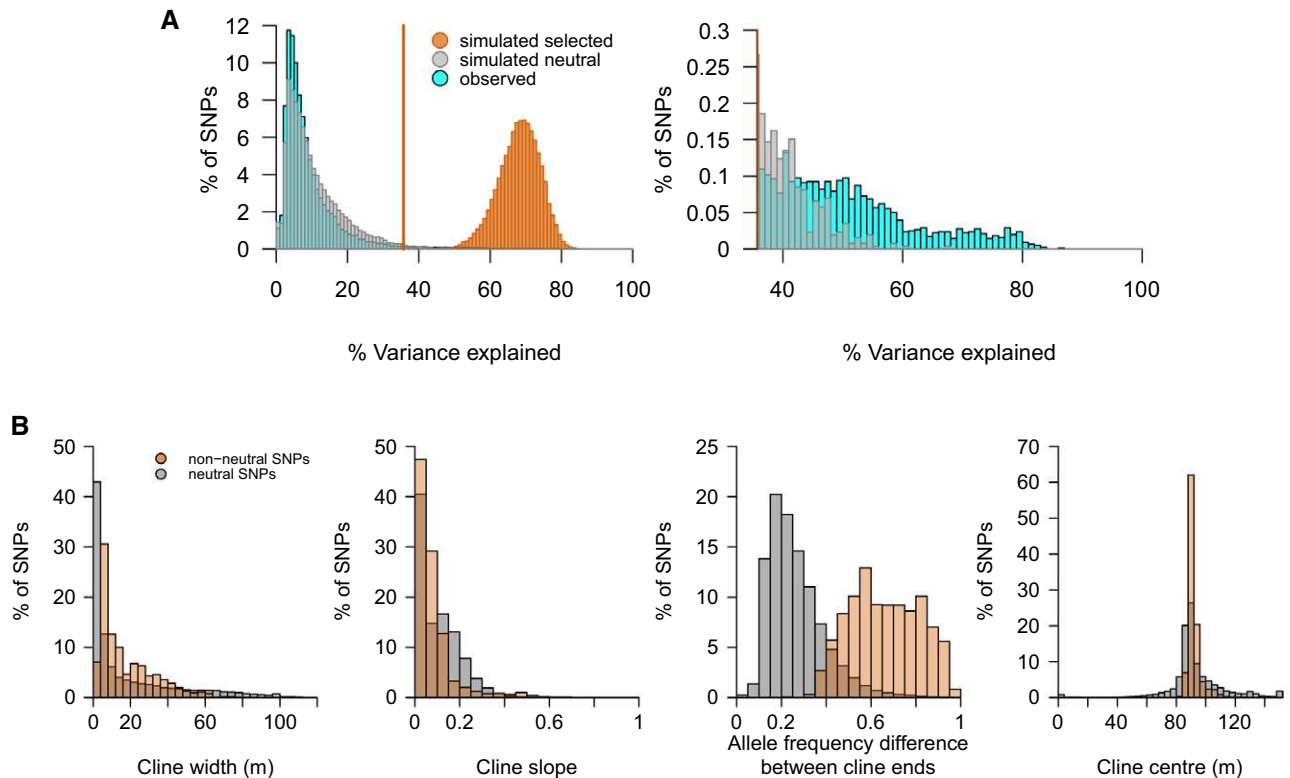 A
% of SNPs
12
10
8
6
4
2
0
0 20 40 60 80 100
% Variance explained
simulated selected
simulated neutral
observed
% of SNPs
0.3
0.25
0.2
0.15
0.1
0.05
0
40 60 80 100
% Variance explained
B
% of SNPs
50
40
30
20
10
0
0 20 60 100
Cline width (m)
non−neutral SNPs
neutral SNPs
% of SNPs
50
40
30
20
10
0
0 0.2 0.6 1
Cline slope
% of SNPs
25
20
15
10
5
0
0 0.2 0.6 1
Allele frequency difference
between cline ends
% of SNPs
70
60
50
40
30
20
10
0
0 40 80 120
Cline centre (m)